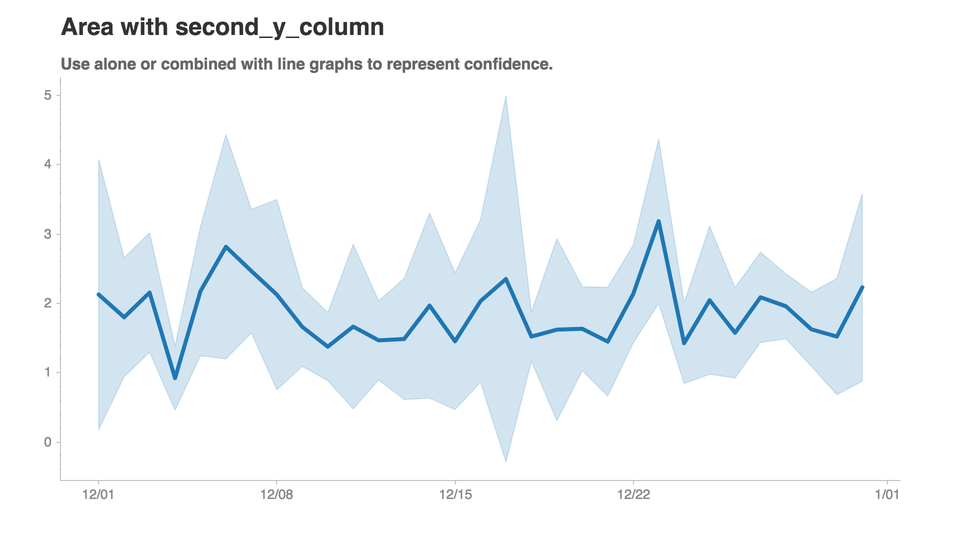 Area with second_y_column
Use alone or combined with line graphs to represent confidence.
5
4
3
2
1
0
12/01 12/08 12/15 12/22 1/01